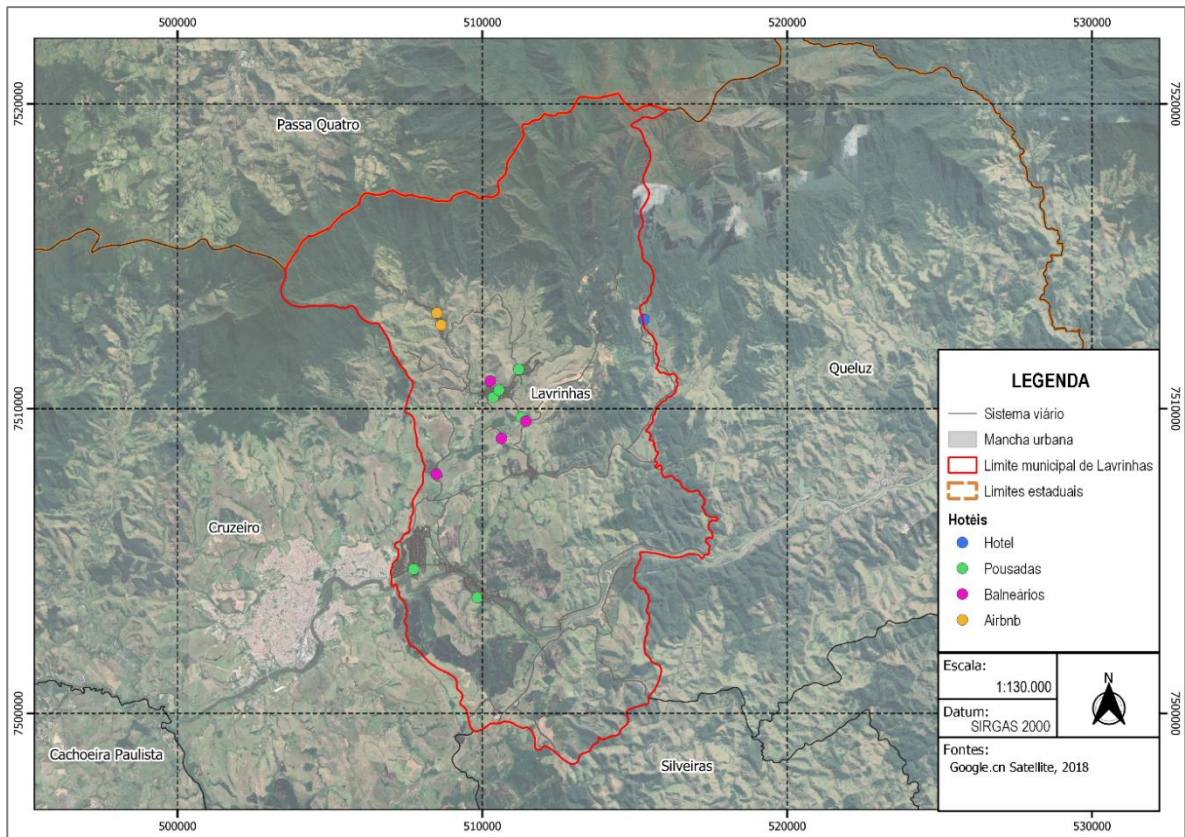 500000
510000
520000
530000
7520000
7520000
Passa Quatro
Lavrinhas
Queluz
7510000
7510000
Cruzeiro
7500000
7500000
Cachoeira Paulista
Silveiras
LEGENDA
Sistema viário
Mancha urbana
Limite municipal de Lavrinhas
Limites estaduais
Hotéis
Hotel
Pousadas
Balneários
Airbnb
Escala:
1:130.000
Datum:
SIRGAS 2000
N
Fontes:
Google.cn Satellite, 2018
500000
510000
520000
530000